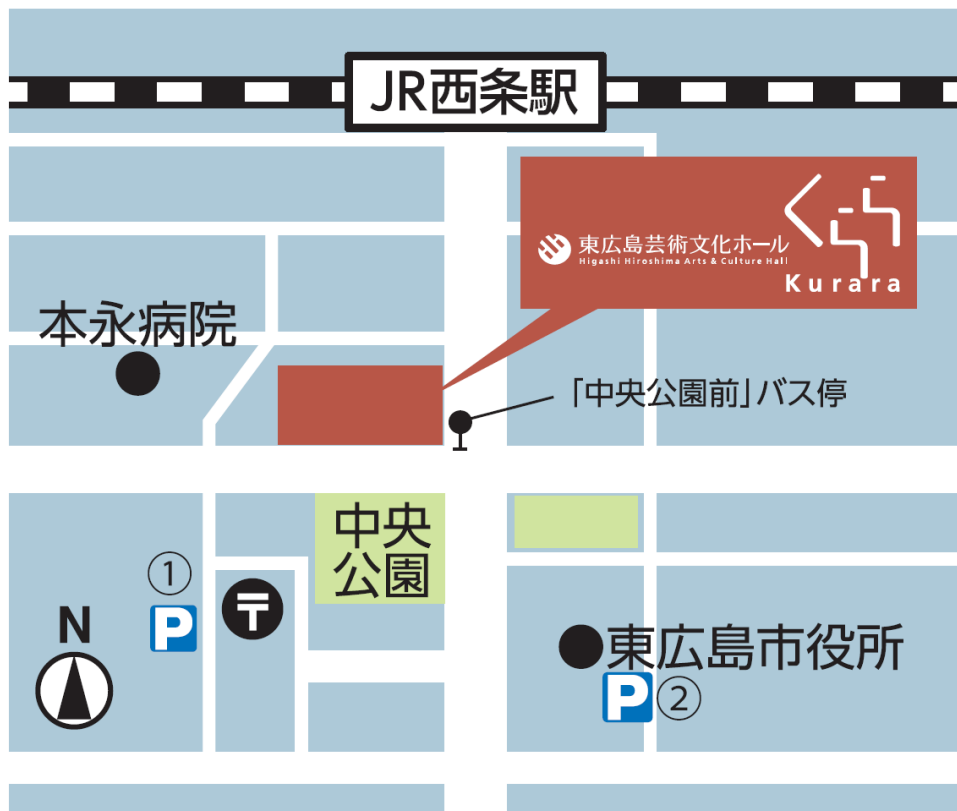 JR西条駅
東広島芸術文化ホール
Higashi Hiroshima Arts & Culture Hall
くらら
Kurara
本永病院
「中央公園前」バス停
中央
公園
①
P
〒
N
東広島市役所
P
②